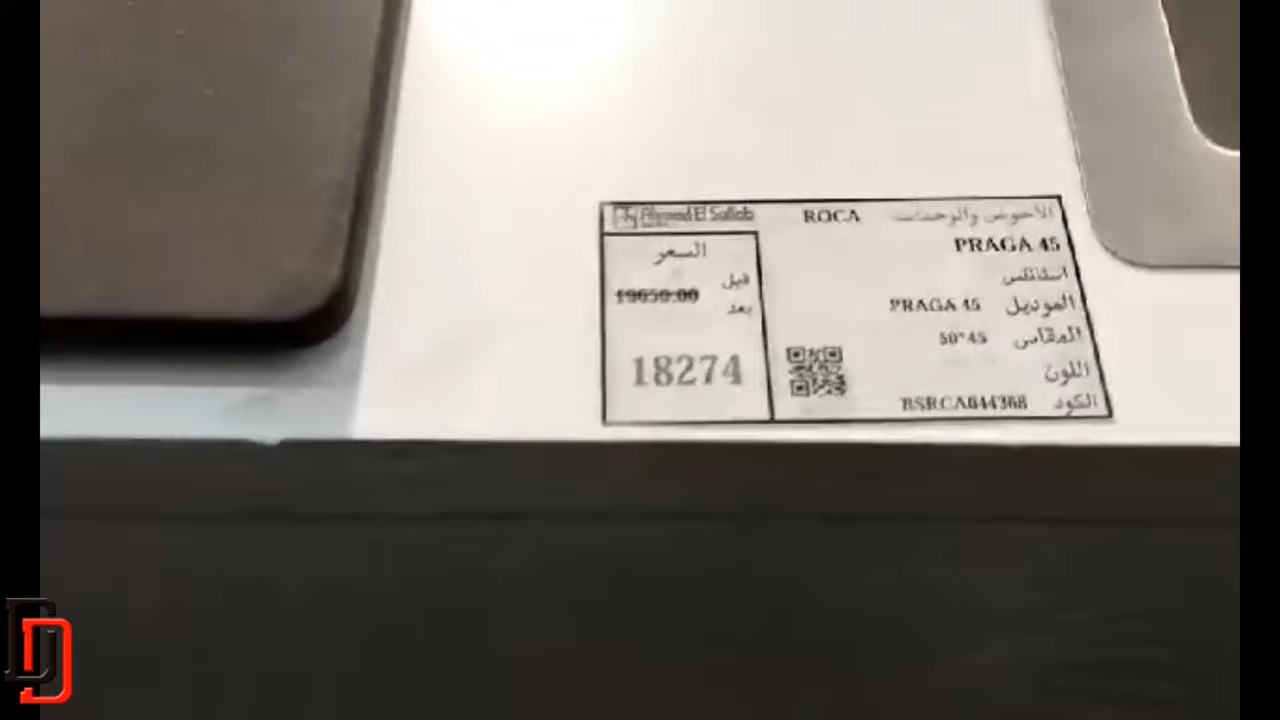 Ahmed El Sallab ROCA الأحوض والوحدات
PRAGA 45
استانلس
الموديل PRAGA 45
المقاس 50*45
اللون
الكود BSRCA044368
السعر
قبل
19650.00
بعد
18274